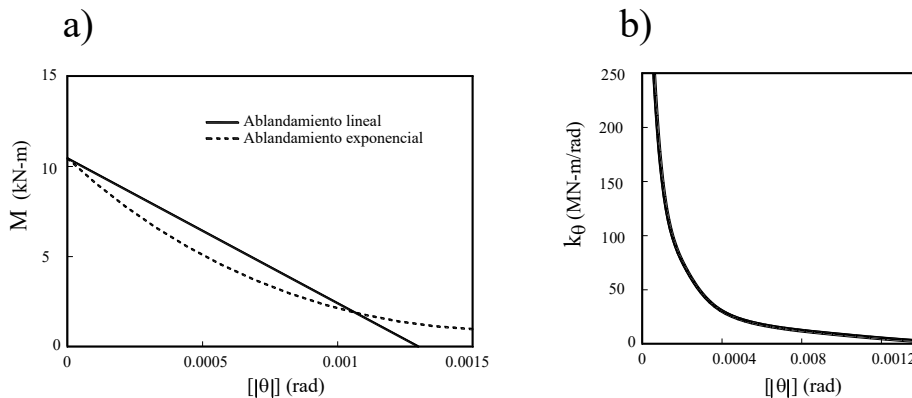 a)
15
10
5
0
M (kN-m)
Ablandamiento lineal
Ablandamiento exponencial
0
0.0005
0.001
0.0015
[|θ|] (rad)
b)
250
200
150
100
50
0
kθ (MN-m/rad)
0
0.0004
0.008
0.0012
[|θ|] (rad)